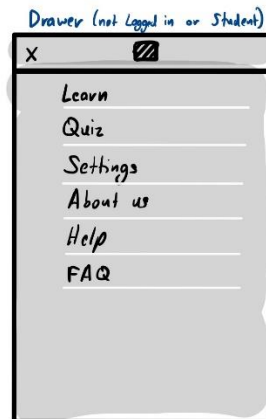 Drawer (not Logged in or Student)
X
Learn
Quiz
Settings
About us
Help
FAQ